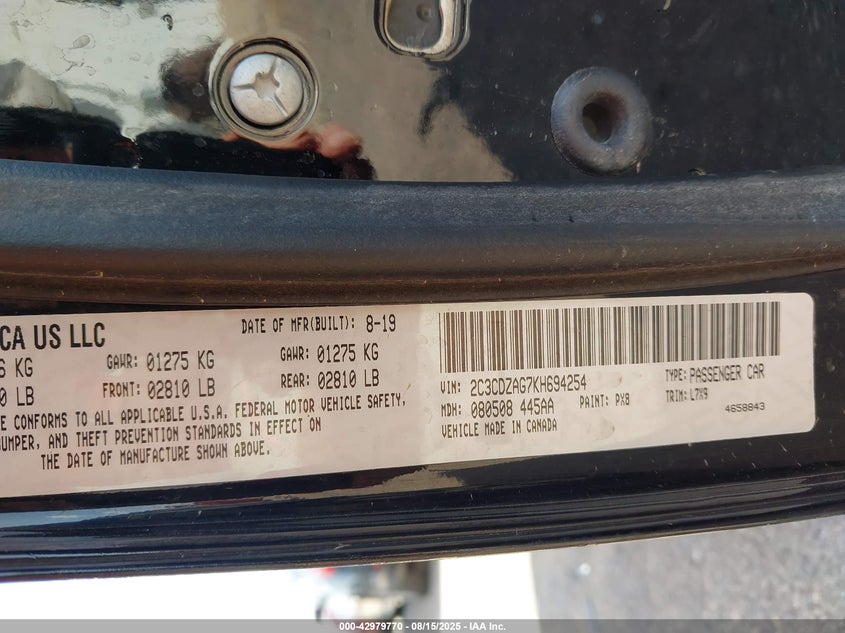 CA US LLC
DATE OF MFR(BUILT): 8-19
KG GAWR: 01275 KG GAWR: 01275 KG
LB FRONT: 02810 LB REAR: 02810 LB
CONFORMS TO ALL APPLICABLE U.S.A. FEDERAL MOTOR VEHICLE SAFETY,
BUMPER, AND THEFT PREVENTION STANDARDS IN EFFECT ON
THE DATE OF MANUFACTURE SHOWN ABOVE.
VIN: 2C3CDZAG7KH694254 TYPE: PASSENGER CAR
MDH: 080508 445AA PAINT: PX8 TRIM: L7X9
VEHICLE MADE IN CANADA 4658843
000-42979770 - 08/15/2025 - IAA Inc.